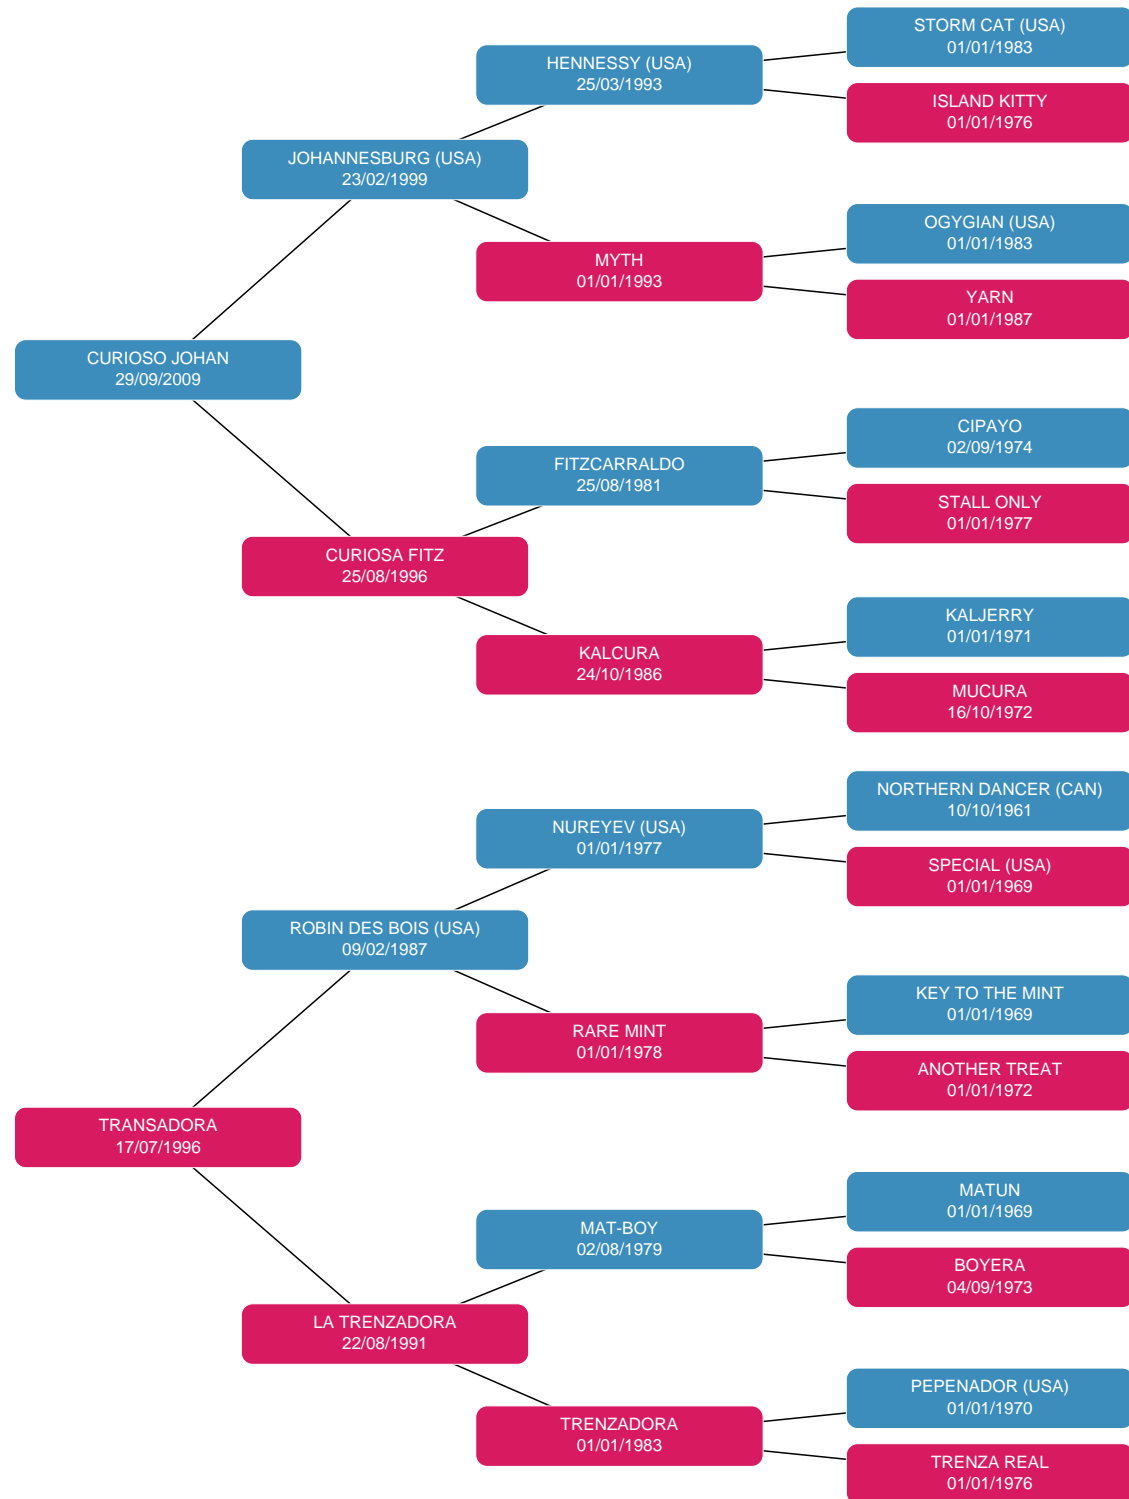 STORM CAT (USA)
01/01/1983
HENNESSY (USA)
25/03/1993
ISLAND KITTY
01/01/1976
JOHANNESBURG (USA)
23/02/1999
OGYGIAN (USA)
01/01/1983
MYTH
01/01/1993
YARN
01/01/1987
CURIOSO JOHAN
29/09/2009
CIPAYO
02/09/1974
FITZCARRALDO
25/08/1981
STALL ONLY
01/01/1977
CURIOSA FITZ
25/08/1996
KALJERRY
01/01/1971
KALCURA
24/10/1986
MUCURA
16/10/1972
NORTHERN DANCER (CAN)
10/10/1961
NUREYEV (USA)
01/01/1977
SPECIAL (USA)
01/01/1969
ROBIN DES BOIS (USA)
09/02/1987
KEY TO THE MINT
01/01/1969
RARE MINT
01/01/1978
ANOTHER TREAT
01/01/1972
TRANSADORA
17/07/1996
MATUN
01/01/1969
MAT-BOY
02/08/1979
BOYERA
04/09/1973
LA TRENZADORA
22/08/1991
PEPENADOR (USA)
01/01/1970
TRENZADORA
01/01/1983
TRENZA REAL
01/01/1976